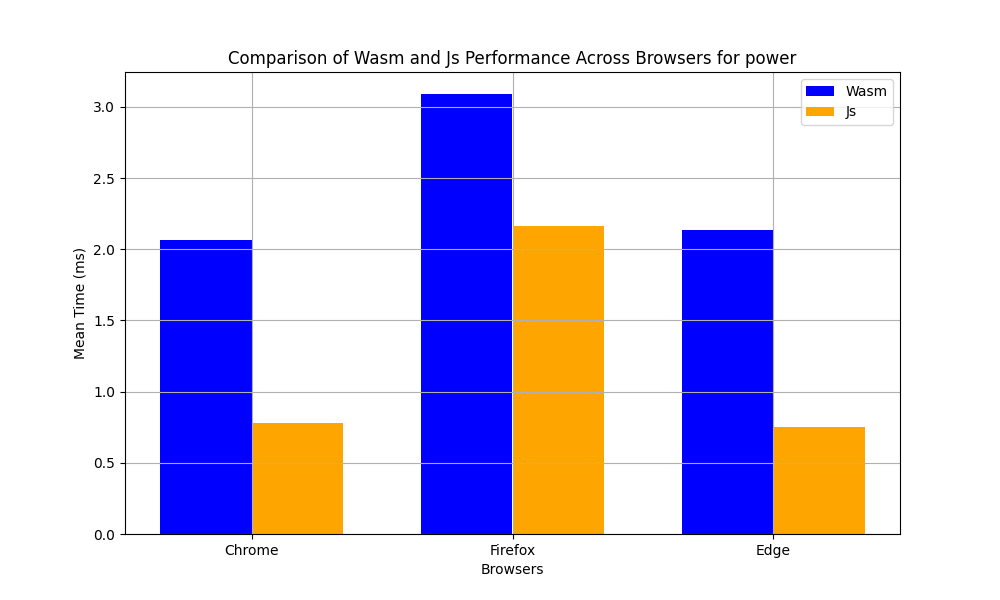 Comparison of Wasm and Js Performance Across Browsers for power
Wasm
Js
Mean Time (ms)
3.0
2.5
2.0
1.5
1.0
0.5
0.0
Chrome
Firefox
Edge
Browsers